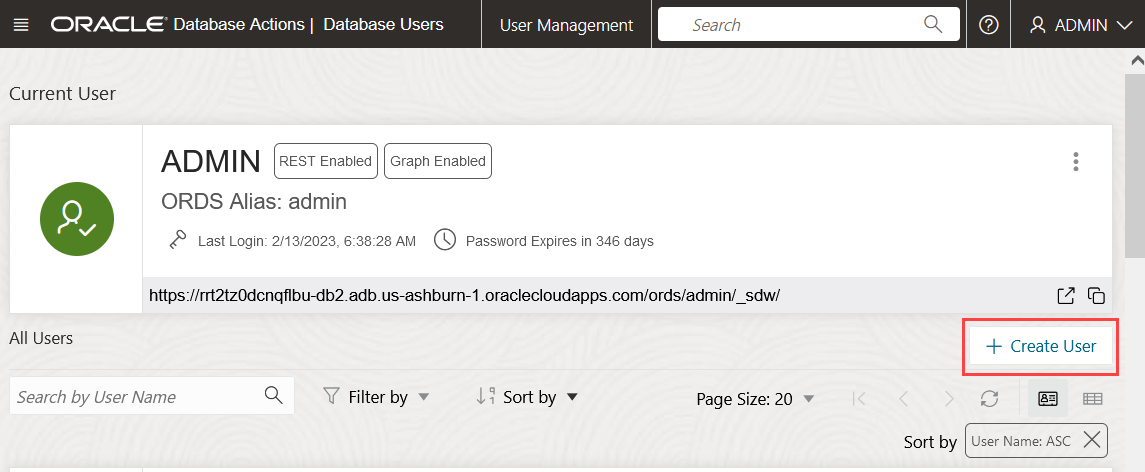 ORACLE Database Actions | Database Users User Management Search ADMIN
Current User
ADMIN REST Enabled Graph Enabled
ORDS Alias: admin
Last Login: 2/13/2023, 6:38:28 AM Password Expires in 346 days
https://rrt2tz0dcnqflbu-db2.adb.us-ashburn-1.oraclecloudapps.com/ords/admin/_sdw/
All Users
+ Create User
Search by User Name Filter by Sort by Page Size: 20
Sort by User Name: ASC